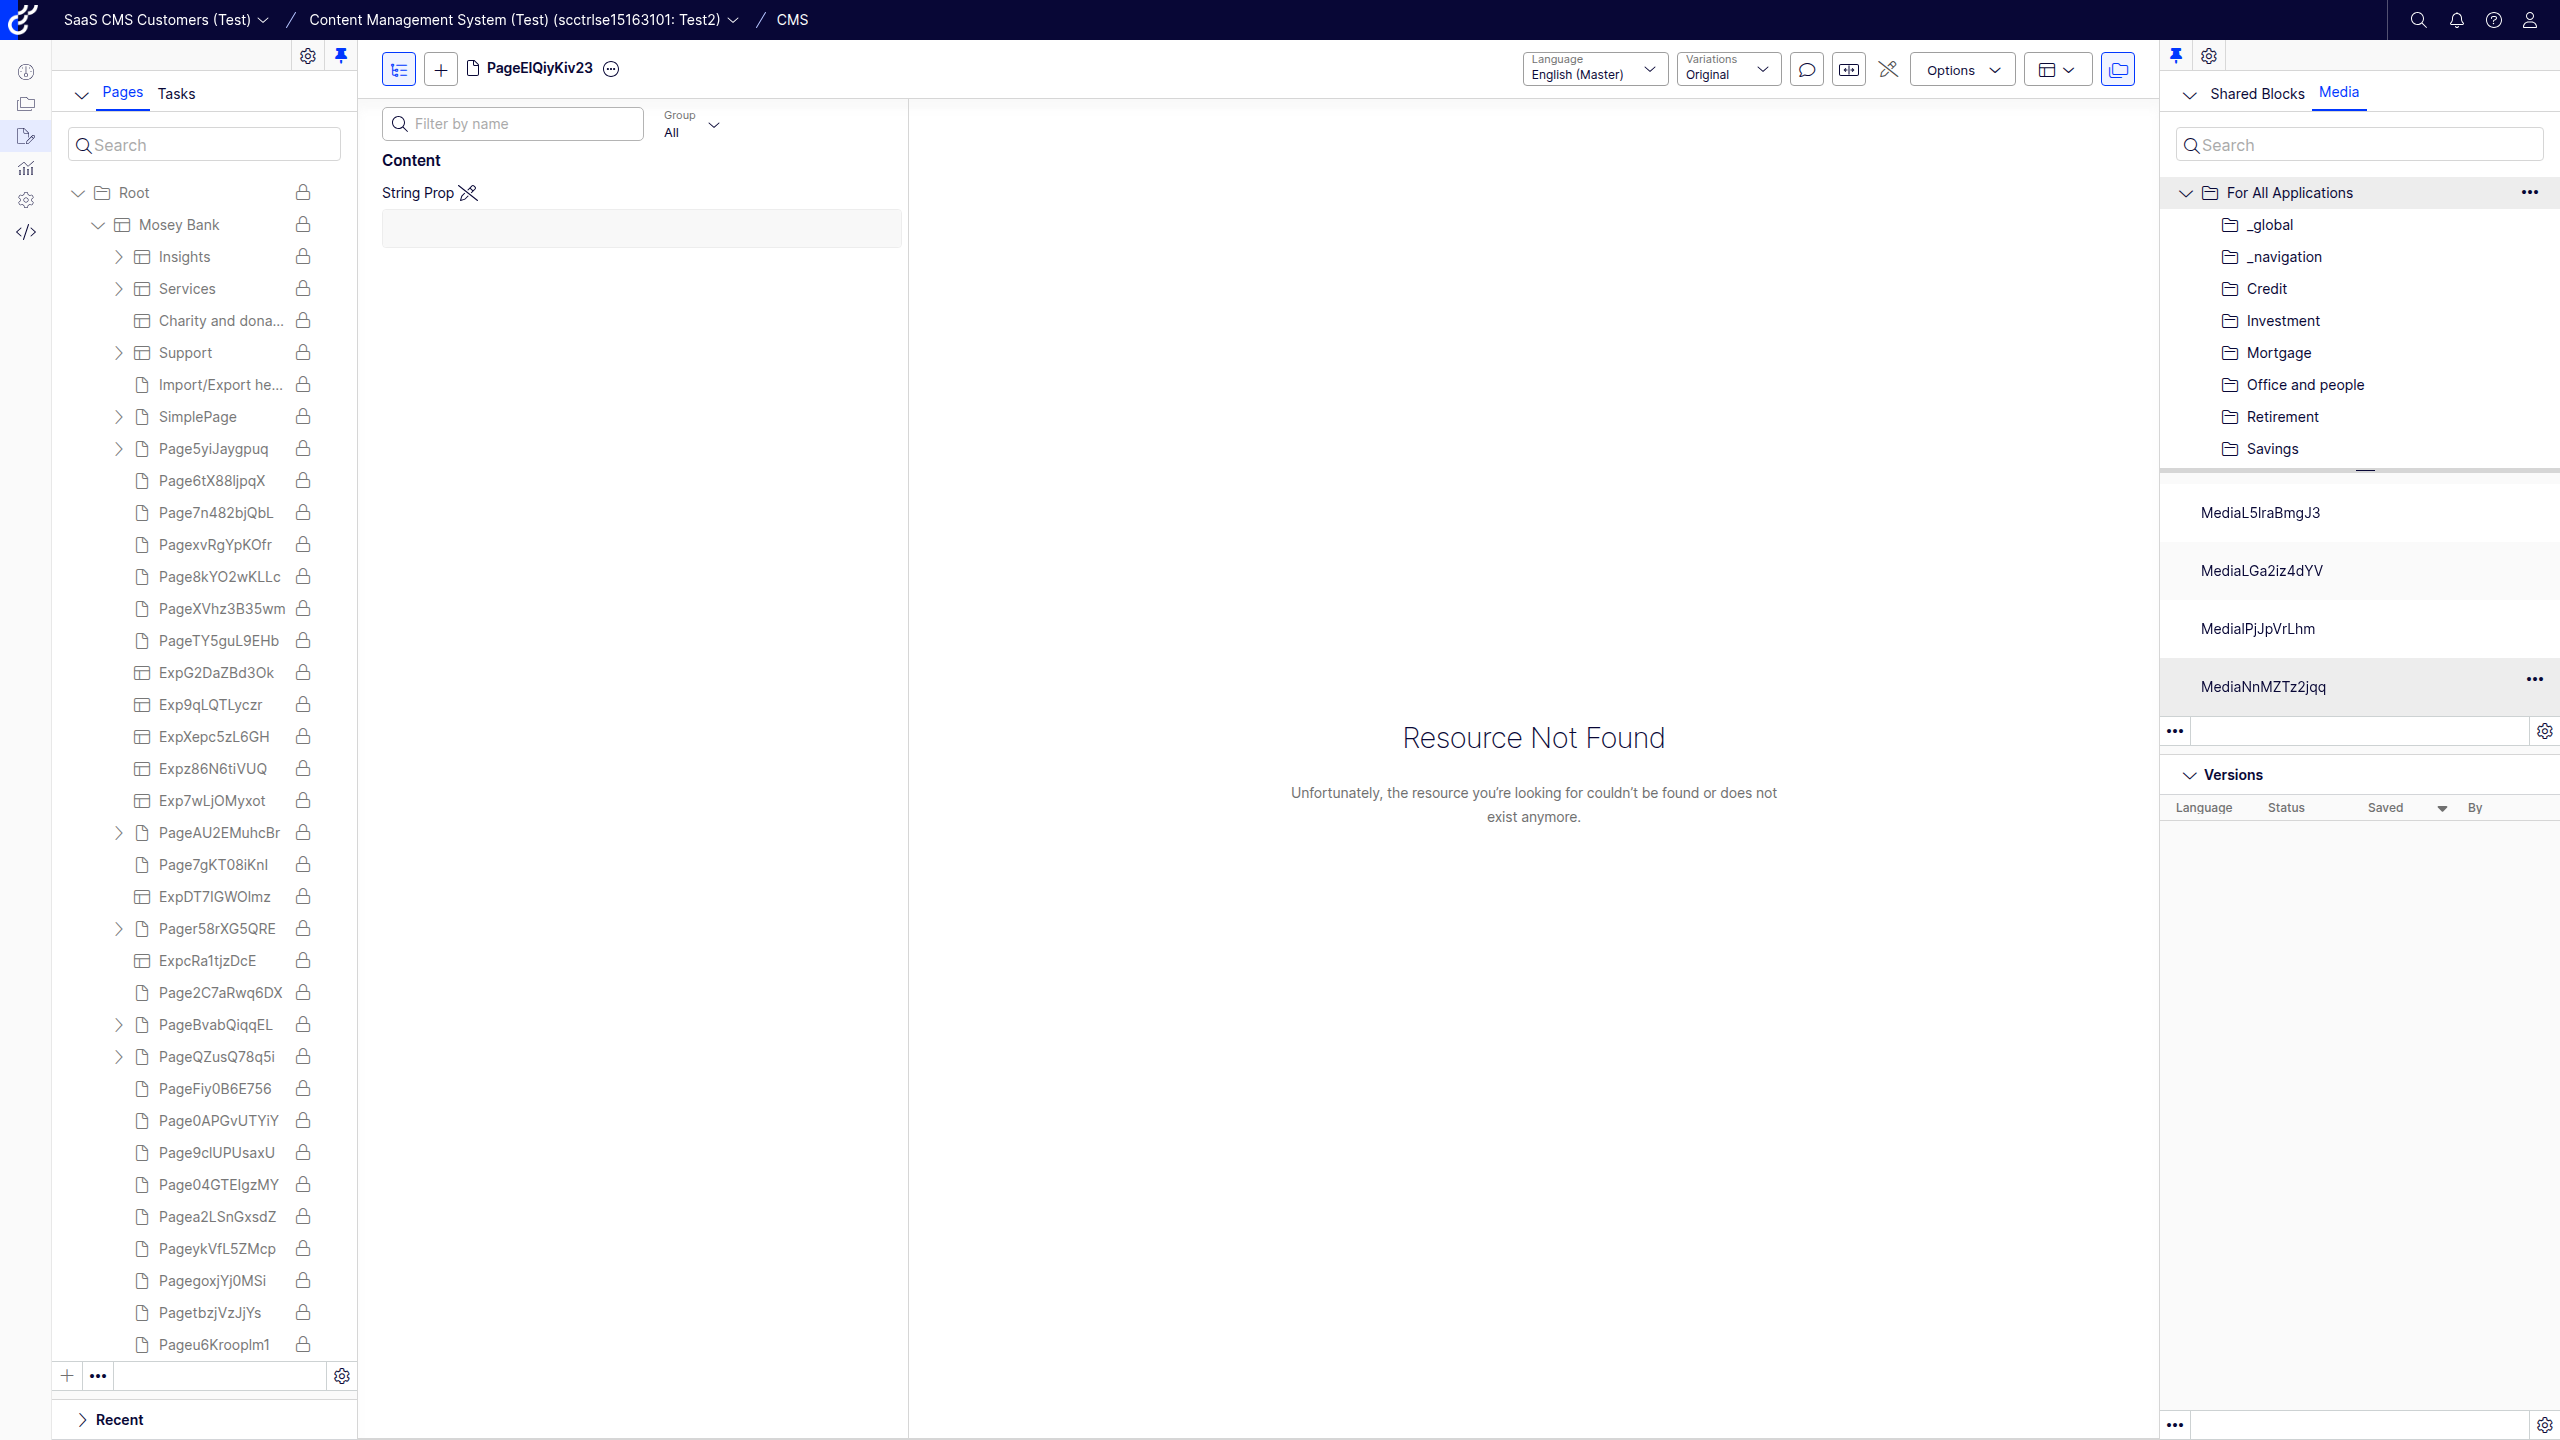 SaaS CMS Customers (Test) / Content Management System (Test) (scctrlse15163101: Test2) / CMS
Pages Tasks
Search
Root
Mosey Bank
Insights
Services
Charity and dona...
Support
Import/Export he...
SimplePage
Page5yiJaygpuq
Page6tX88ljpqX
Page7n482bjQbL
PagexvRgYpKOfr
Page8kYO2wKLLc
PageXVhz3B35wm
PageTY5guL9EHb
ExpG2DaZBd3Ok
Exp9qLQTLyczr
ExpXepc5zL6GH
Expz86N6tiVUQ
Exp7wLjOMyxot
PageAU2EMuhcBr
Page7gKT08iKnI
ExpDT7IGWOlmz
Pager58rXG5QRE
ExpcRa1tjzDcE
Page2C7aRwq6DX
PageBvabQiqqEL
PageQZusQ78q5i
PageFiy0B6E756
Page0APGvUTYiY
Page9clUPUsaxU
Page04GTEIgzMY
Pagea2LSnGxsdZ
PageykVfL5ZMcp
PagegoxjYj0MSi
PagetbzjVzJjYs
Pageu6Krooplm1
Recent
PageElQiyKiv23
Language
English (Master)
Variations
Original
Options
Filter by name
Group
All
Content
String Prop
Resource Not Found
Unfortunately, the resource you’re looking for couldn’t be found or does not
exist anymore.
Shared Blocks Media
Search
For All Applications
_global
_navigation
Credit
Investment
Mortgage
Office and people
Retirement
Savings
MediaL5IraBmgJ3
MediaLGa2iz4dYV
MedialPjJpVrLhm
MediaNnMZTz2jqq
Versions
Language Status Saved By